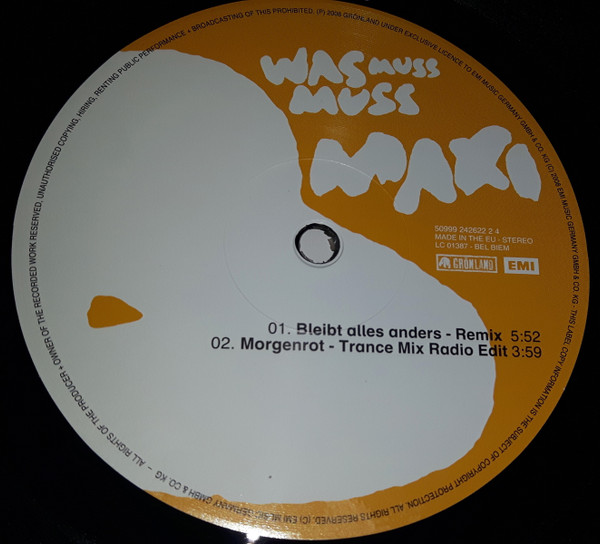 WAS MUSS
MUSS
MAXI
50999 242622 2 4
MADE IN THE EU - STEREO
LC 01387 - BEL BIEM
GRÖNLAND EMI
01. Bleibt alles anders - Remix 5:52
02. Morgenrot - Trance Mix Radio Edit 3:59
ALL RIGHTS OF THE PRODUCER + OWNER OF THE RECORDED WORK RESERVED. UNAUTHORISED COPYING, HIRING, RENTING PUBLIC PERFORMANCE + BROADCASTING OF THIS PROHIBITED. (P) 2008 GRÖNLAND UNDER EXCLUSIVE LICENCE TO EMI MUSIC GERMANY GMBH & CO. KG (C) 2008 EMI MUSIC GERMANY GMBH & CO. KG - THIS LABEL COPY INFORMATION IS THE SUBJECT OF COPYRIGHT PROTECTION. ALL RIGHTS RESERVED. (C) EMI MUSIC GERMANY GMBH & CO. KG –